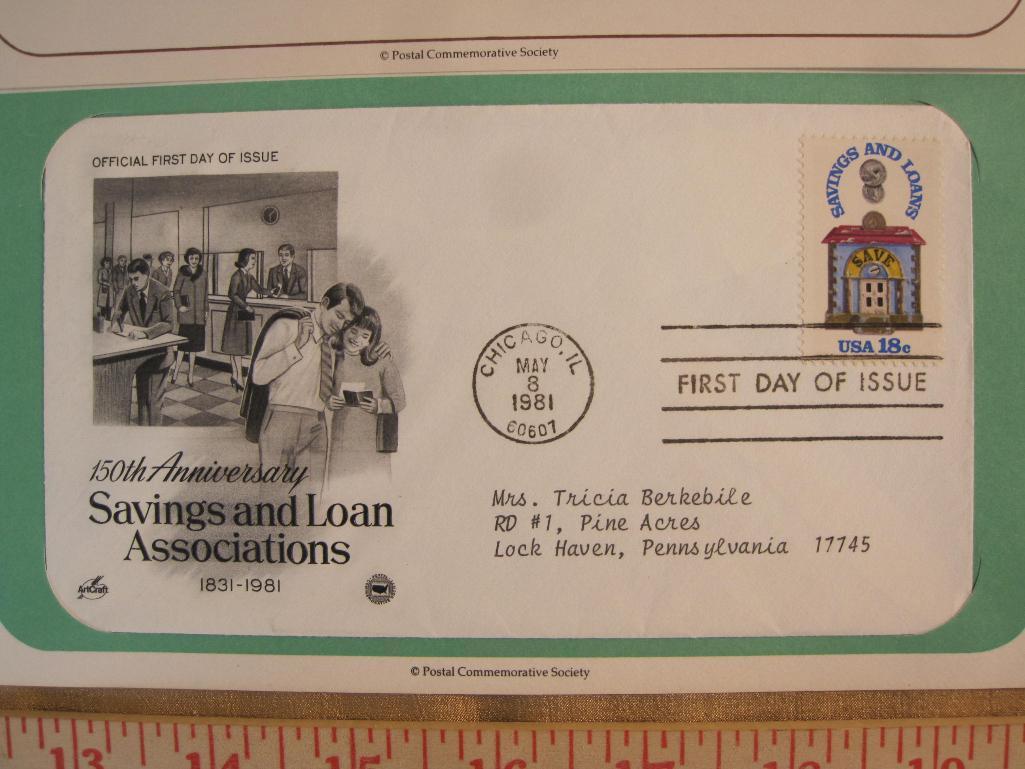 © Postal Commemorative Society
OFFICIAL FIRST DAY OF ISSUE
SAVINGS AND LOANS
SAVE
USA 18c
CHICAGO, IL
MAY
8
1981
60607
FIRST DAY OF ISSUE
150th Anniversary
Savings and Loan
Associations
1831-1981
ArtCraft
Mrs. Tricia Berkebile
RD #1, Pine Acres
Lock Haven, Pennsylvania 17745
© Postal Commemorative Society
13 14 15 16 17 18 19